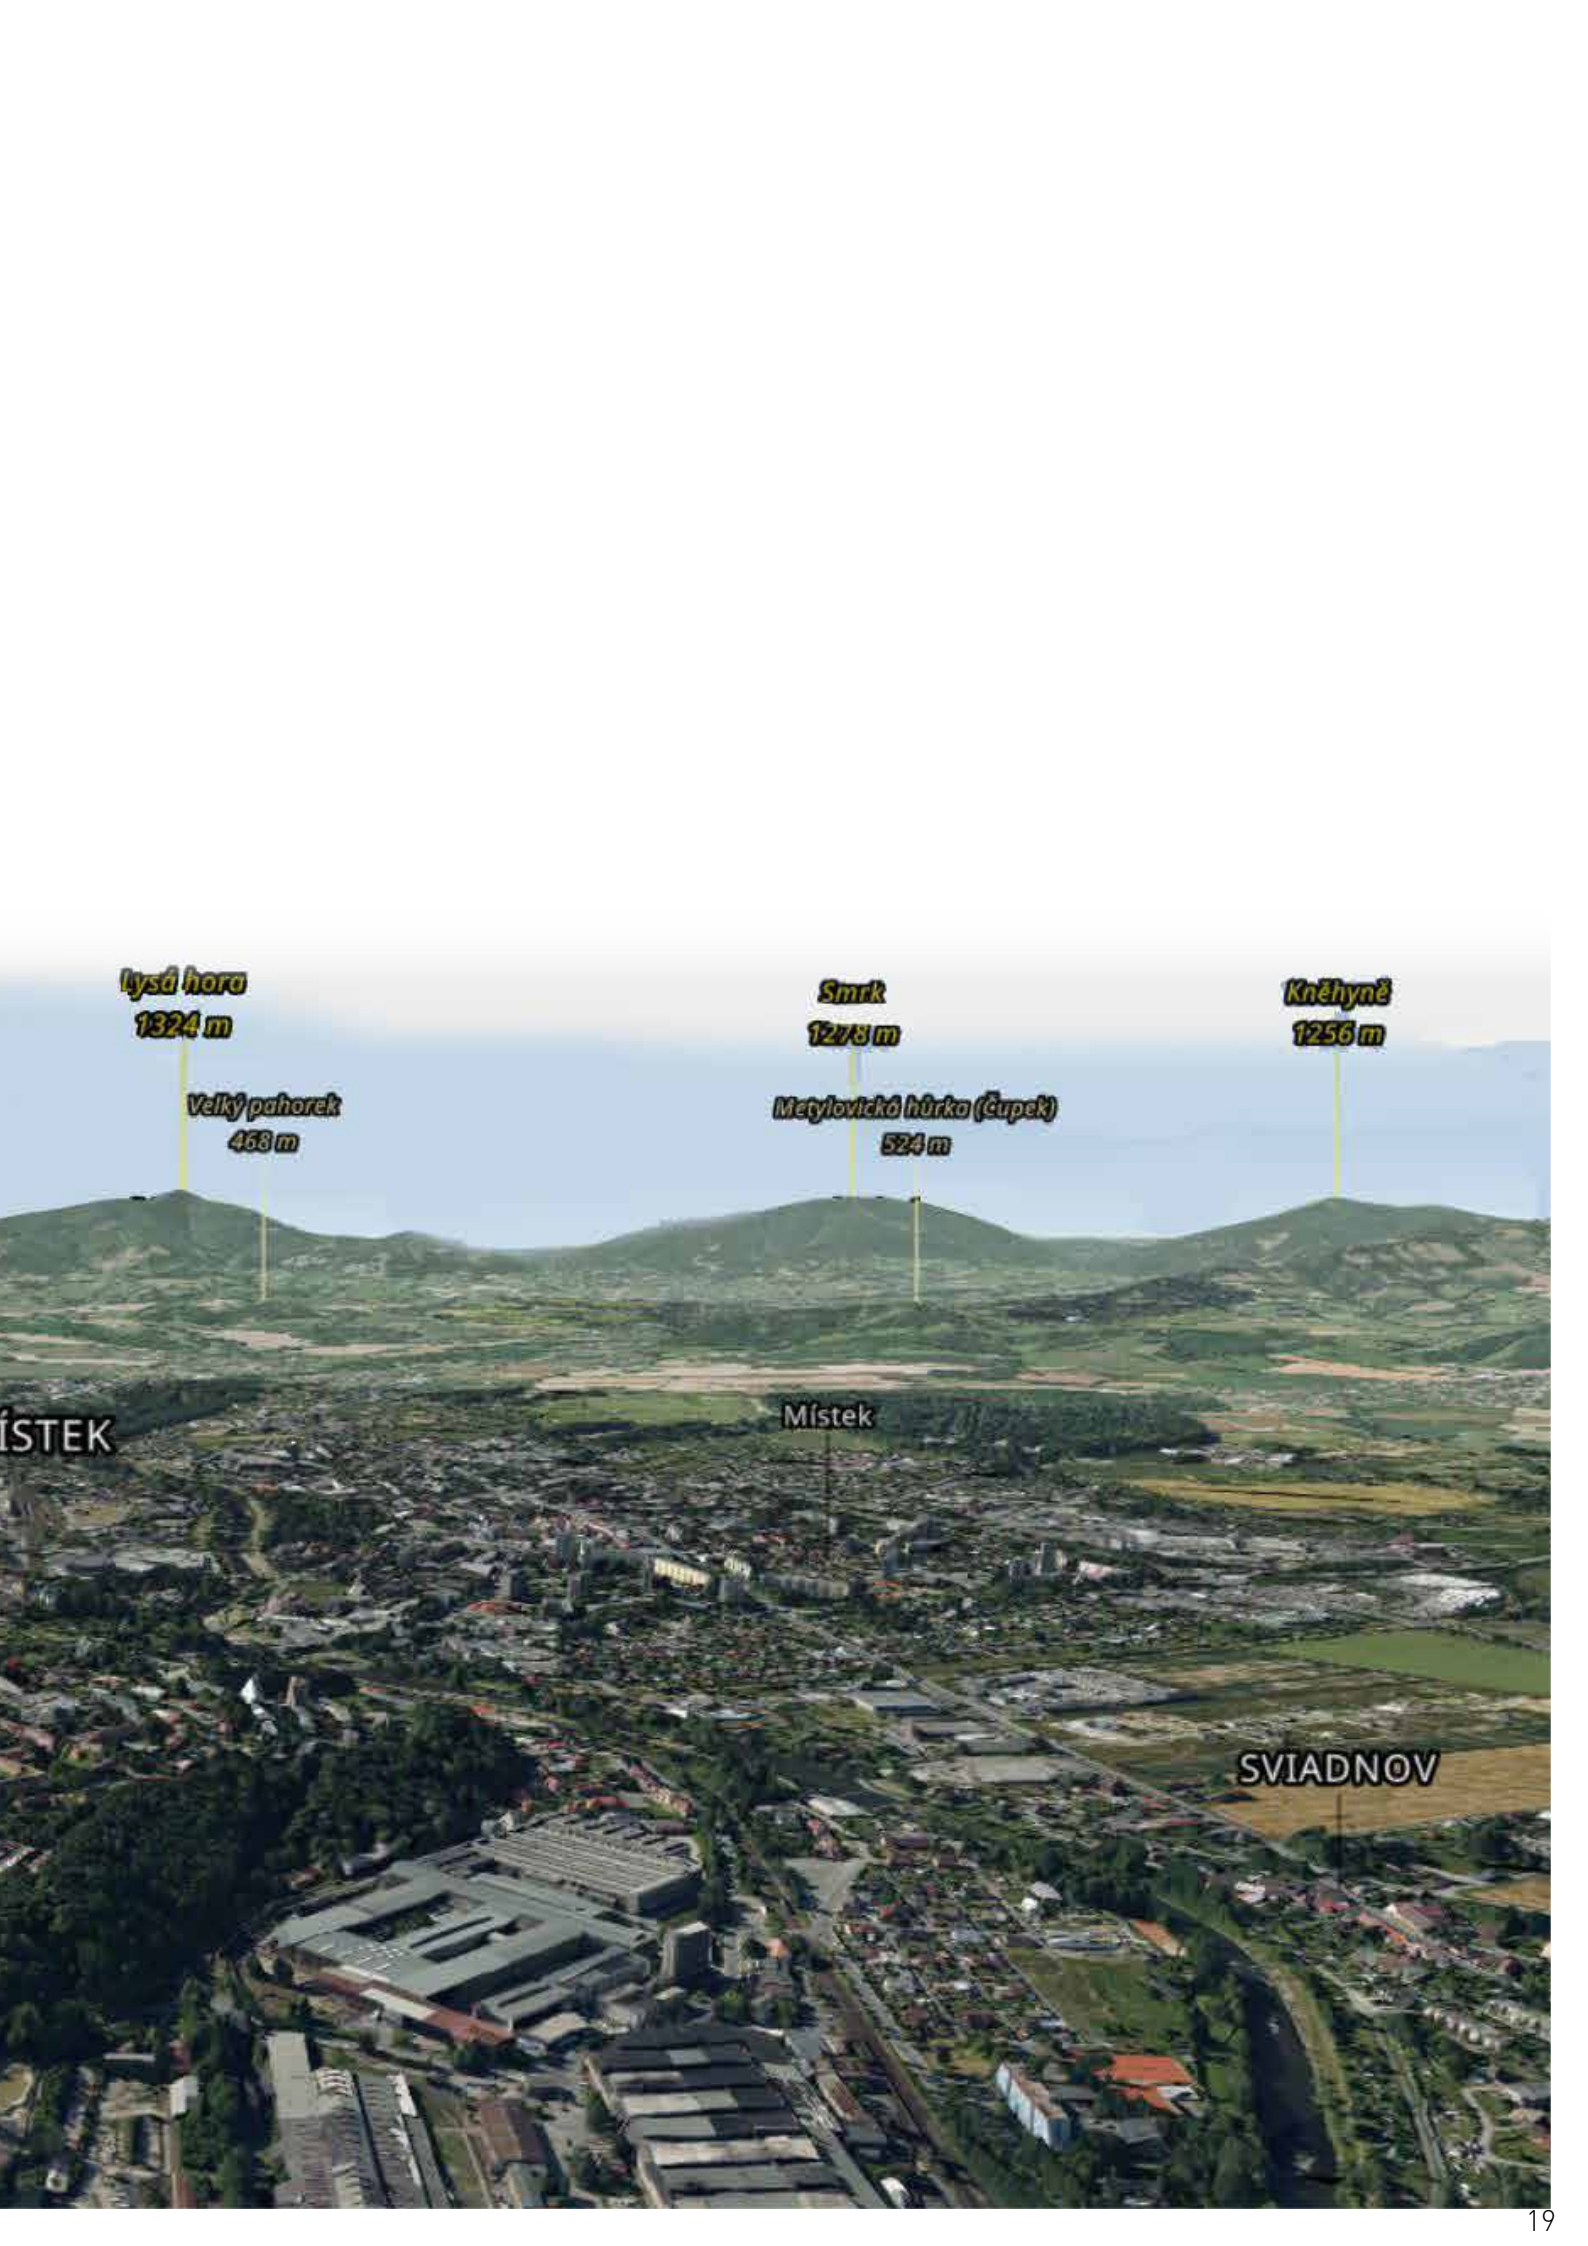 Lysá hora
1324 m
Smrk
1278 m
Kněhyně
1256 m
Velký pahorek
468 m
Metylovická hůrka (Čupek)
524 m
ÍSTEK
Místek
SVIADNOV
19